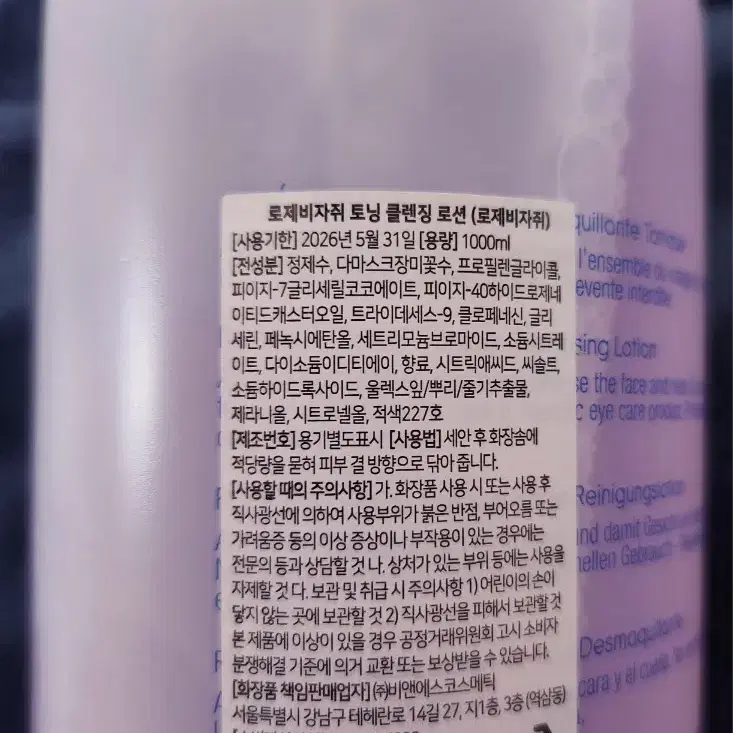 로제비자쥐 토닝 클렌징 로션 (로제비자쥐)
[사용기한] 2026년 5월 31일 [용량] 1000ml
[전성분] 정제수, 다마스크장미꽃수, 프로필렌글라이콜,
피이지-7글리세릴코코에이트, 피이지-40하이드로제네
이티드캐스터오일, 트라이데세스-9, 클로페네신, 글리
세린, 페녹시에탄올, 세트리모늄브로마이드, 소듐시트레
이트, 다이소듐이디티에이, 향료, 시트릭애씨드, 씨솔트,
소듐하이드록사이드, 울렉스잎/뿌리/줄기추출물,
제라니올, 시트로넬올, 적색227호
[제조번호] 용기별도표시 [사용법] 세안 후 화장솜에
적당량을 묻혀 피부 결 방향으로 닦아 줍니다.
[사용할 때의 주의사항] 가. 화장품 사용 시 또는 사용 후
직사광선에 의하여 사용부위가 붉은 반점, 부어오름 또는
가려움증 등의 이상 증상이나 부작용이 있는 경우에는
전문의 등과 상담할 것 나. 상처가 있는 부위 등에는 사용을
자제할 것 다. 보관 및 취급 시 주의사항 1) 어린이의 손이
닿지 않는 곳에 보관할 것 2) 직사광선을 피해서 보관할 것
본 제품에 이상이 있을 경우 공정거래위원회 고시 소비자
분쟁해결 기준에 의거 교환 또는 보상받을 수 있습니다.
[화장품 책임판매업자] ㈜비앤에스코스메틱
서울특별시 강남구 테헤란로 14길 27, 지1층, 3층 (역삼동)
quillante Tonique
l'ensemble du
sing Lotion
se the face and
c eye care product
Reinigungslotion
nd damit Gesicht
nellen Gebrauch
Desmaquillante
cara y el cuello